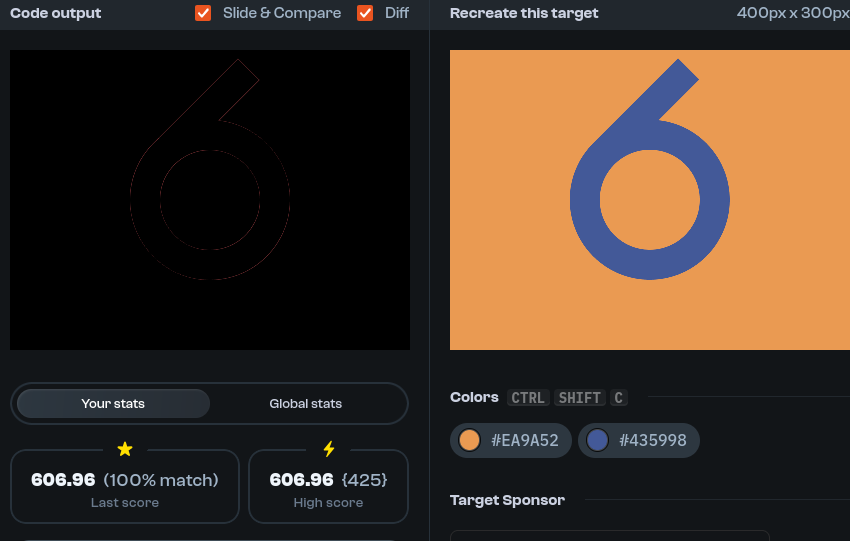 Code output
Slide & Compare
Diff
Recreate this target
400px x 300px
Your stats
Global stats
606.96 (100% match)
Last score
606.96 {425}
High score
Colors CTRL SHIFT C
#EA9A52
#435998
Target Sponsor